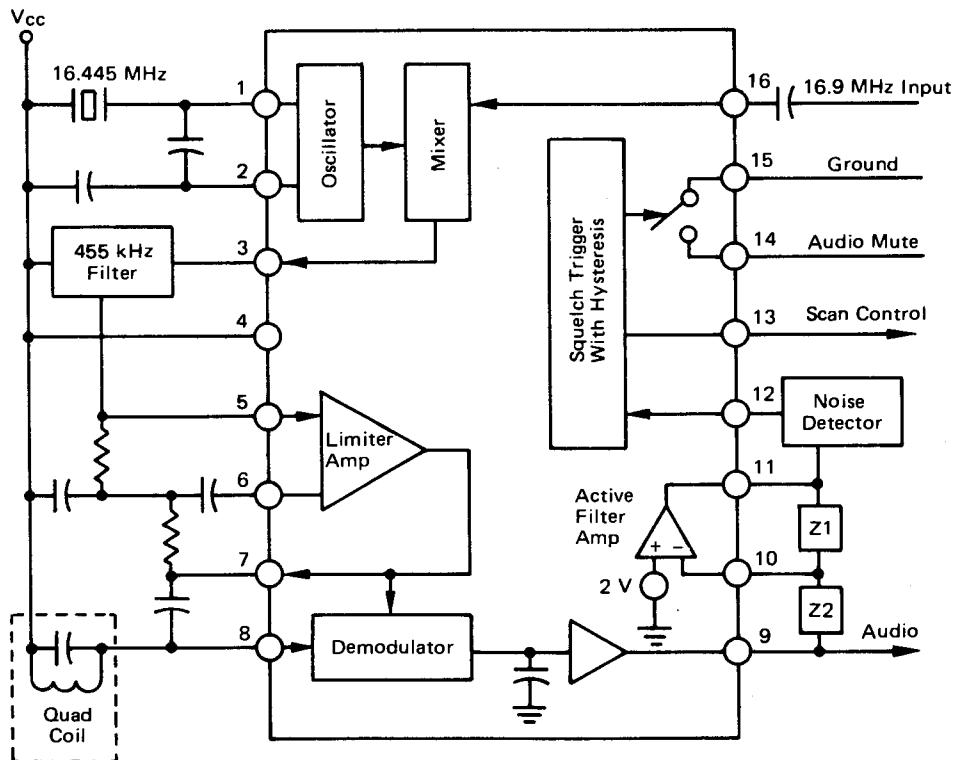 Vcc
16.445 MHz
1
2
Oscillator
Mixer
16
16.9 MHz Input
15
Ground
14
Audio Mute
Squelch Trigger
With Hysteresis
13
Scan Control
12
Noise
Detector
455 kHz
Filter
3
4
5
Limiter
Amp
6
7
11
Active
Filter
Amp
+ −
Z1
10
2 V
Z2
8
Demodulator
9
Audio
Quad
Coil